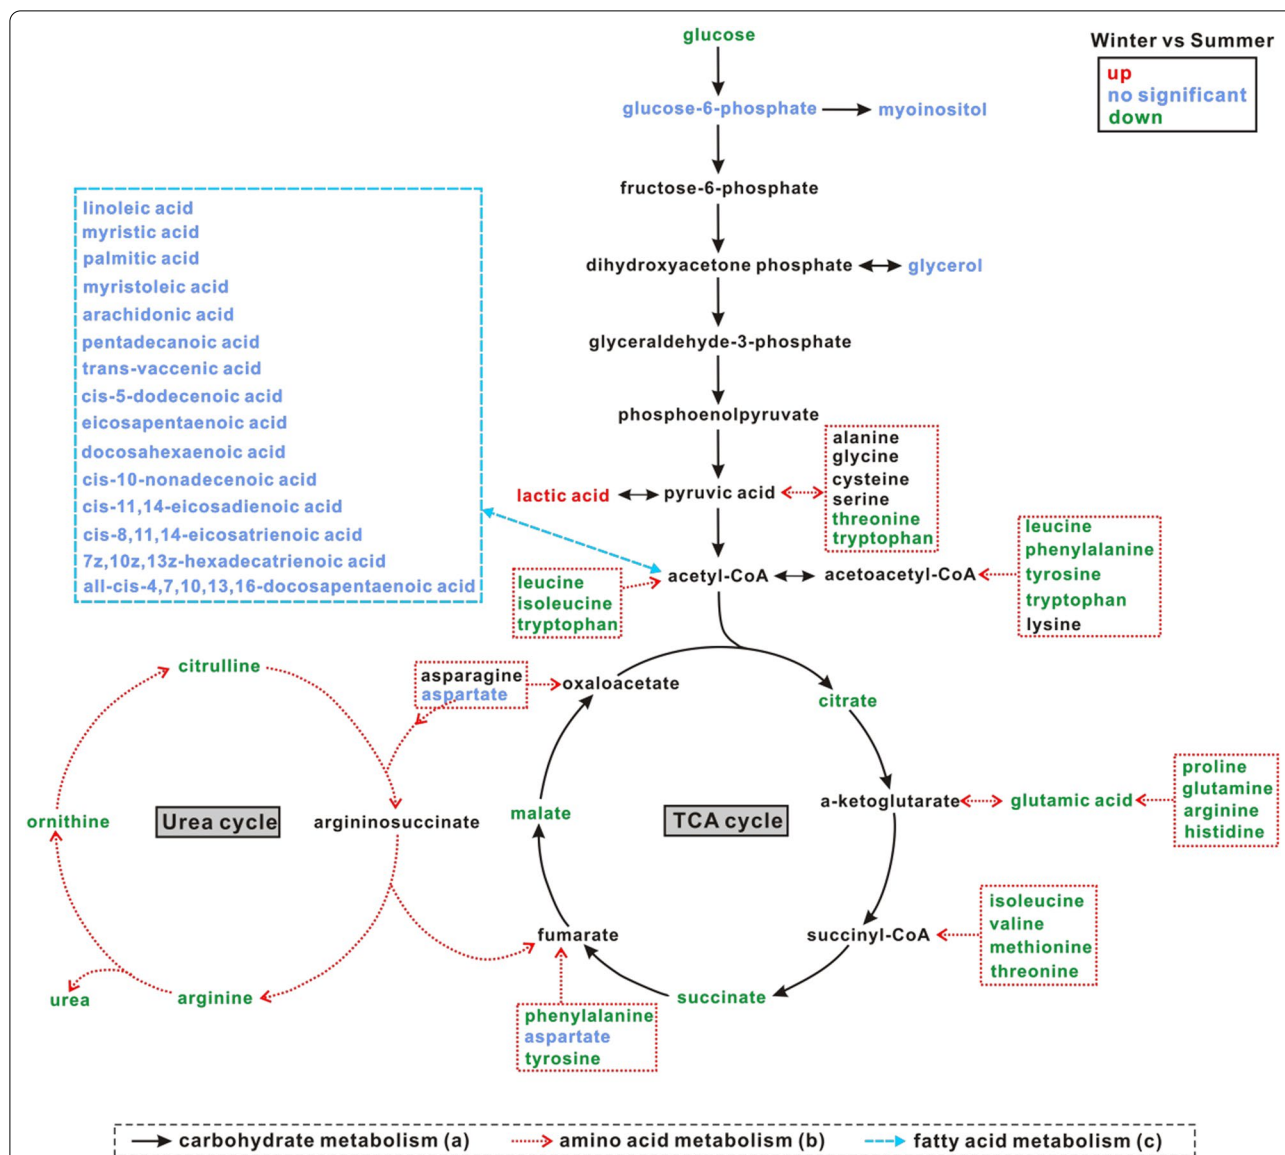 glucose
Winter vs Summer
up
no significant
down
glucose-6-phosphate
myoinositol
fructose-6-phosphate
linoleic acid
myristic acid
palmitic acid
myristoleic acid
arachidonic acid
pentadecanoic acid
trans-vaccenic acid
cis-5-dodecenoic acid
eicosapentaenoic acid
docosahexaenoic acid
cis-10-nonadecenoic acid
cis-11,14-eicosadienoic acid
cis-8,11,14-eicosatrienoic acid
7z,10z,13z-hexadecatrienoic acid
all-cis-4,7,10,13,16-docosapentaenoic acid
dihydroxyacetone phosphate
glycerol
glyceraldehyde-3-phosphate
phosphoenolpyruvate
alanine
glycine
cysteine
serine
threonine
tryptophan
lactic acid
pyruvic acid
leucine
isoleucine
tryptophan
acetyl-CoA
acetoacetyl-CoA
leucine
phenylalanine
tyrosine
tryptophan
lysine
citrulline
asparagine
aspartate
oxaloacetate
citrate
ornithine
Urea cycle
argininosuccinate
malate
TCA cycle
a-ketoglutarate
glutamic acid
proline
glutamine
arginine
histidine
fumarate
succinyl-CoA
isoleucine
valine
methionine
threonine
urea
arginine
succinate
phenylalanine
aspartate
tyrosine
carbohydrate metabolism (a)
amino acid metabolism (b)
fatty acid metabolism (c)